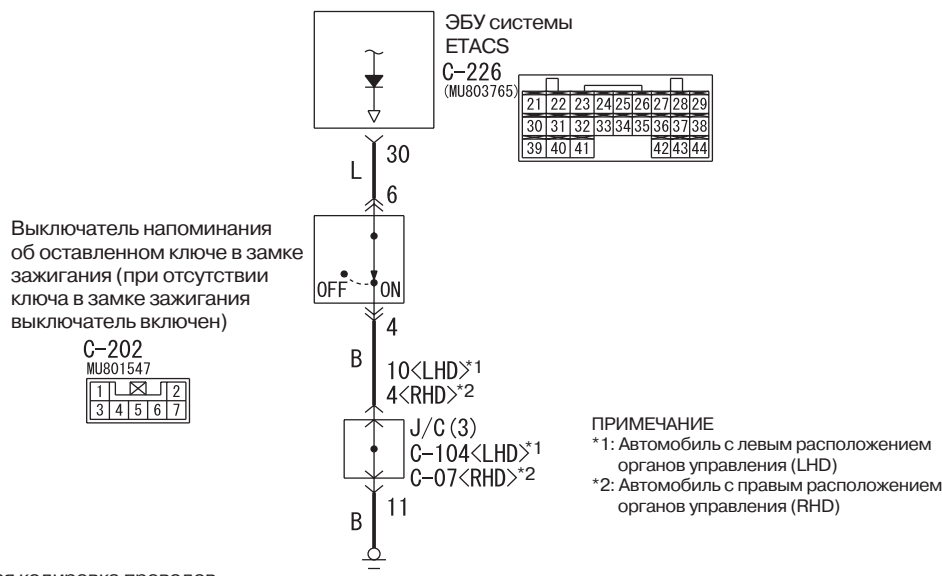 ЭБУ системы
ETACS
C-226
(MU803765)
21 22 23 24 25 26 27 28 29
30 31 32 33 34 35 36 37 38
39 40 41 42 43 44
30
L
6
Выключатель напоминания
об оставленном ключе в замке
зажигания (при отсутствии
ключа в замке зажигания
выключатель включен)
OFF ON
C-202
MU801547
1 2
3 4 5 6 7
4
B
10<LHD>*1
4<RHD>*2
J/C(3)
C-104<LHD>*1
C-07<RHD>*2
11
B
ПРИМЕЧАНИЕ
*1: Автомобиль с левым расположением
органов управления (LHD)
*2: Автомобиль с правым расположением
органов управления (RHD)